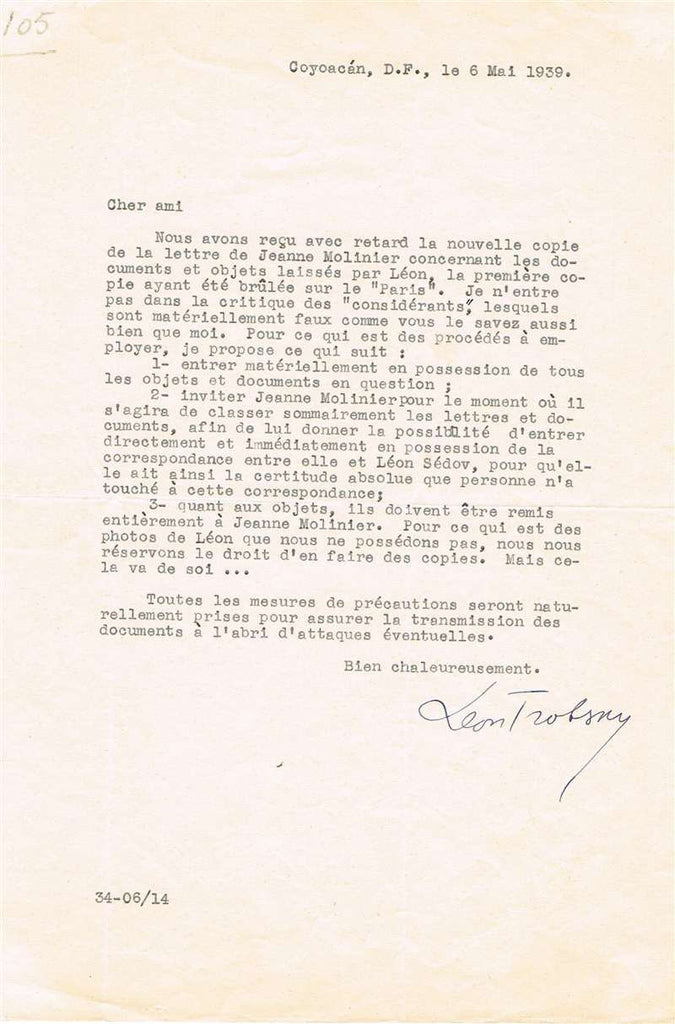 105
Coyoacán, D.F., le 6 Mai 1939.
Cher ami
Nous avons reçu avec retard la nouvelle copie
de la lettre de Jeanne Molinier concernant les do-
cuments et objets laissés par Léon, la première co-
pie ayant été brûlée sur le "Paris". Je n'entre
pas dans la critique des "considérants", lesquels
sont matériellement faux comme vous le savez aussi
bien que moi. Pour ce qui est des procédés à em-
ployer, je propose ce qui suit :
1- entrer matériellement en possession de tous
les objets et documents en question ;
2- inviter Jeanne Molinier pour le moment où il
s'agira de classer sommairement les lettres et do-
cuments, afin de lui donner la possibilité d'entrer
directement et immédiatement en possession de la
correspondance entre elle et Léon Sédov, pour qu'el-
le ait ainsi la certitude absolue que personne n'a
touché à cette correspondance;
3- quant aux objets, ils doivent être remis
entièrement à Jeanne Molinier. Pour ce qui est des
photos de Léon que nous ne possédons pas, nous nous
réservons le droit d'en faire des copies. Mais ce-
la va de soi ...
Toutes les mesures de précautions seront natu-
rellement prises pour assurer la transmission des
documents à l'abri d'attaques éventuelles.
Bien chaleureusement.
Léon Trotsky
34-06/14